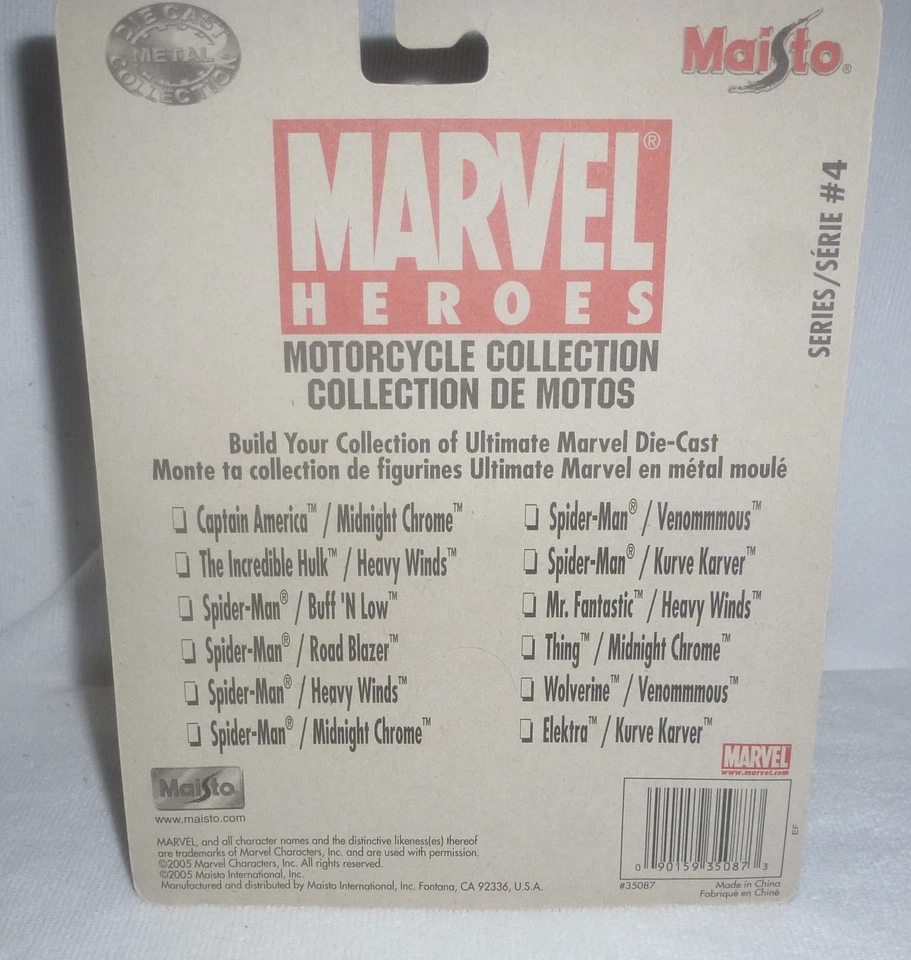 DIE CAST
METAL
COLLECTION
Maisto®
SERIES/SÉRIE #4
MARVEL®
HEROES
MOTORCYCLE COLLECTION
COLLECTION DE MOTOS
Build Your Collection of Ultimate Marvel Die-Cast
Monte ta collection de figurines Ultimate Marvel en métal moulé
❏ Captain America™ / Midnight Chrome™
❏ The Incredible Hulk™ / Heavy Winds™
❏ Spider-Man® / Buff 'N Low™
❏ Spider-Man® / Road Blazer™
❏ Spider-Man® / Heavy Winds™
❏ Spider-Man® / Midnight Chrome™
❏ Spider-Man® / Venommmous™
❏ Spider-Man® / Kurve Karver™
❏ Mr. Fantastic™ / Heavy Winds™
❏ Thing™ / Midnight Chrome™
❏ Wolverine™ / Venommmous™
❏ Elektra™ / Kurve Karver™
MARVEL
www.marvel.com
Maisto
www.maisto.com
MARVEL, and all character names and the distinctive likeness(es) thereof
are trademarks of Marvel Characters, Inc. and are used with permission.
©2005 Marvel Characters, Inc. All rights reserved.
©2005 Maisto International, Inc.
Manufactured and distributed by Maisto International, Inc. Fontana, CA 92336, U.S.A.
0 90159 35087 3
EF
#35087
Made in China
Fabriqué en Chine